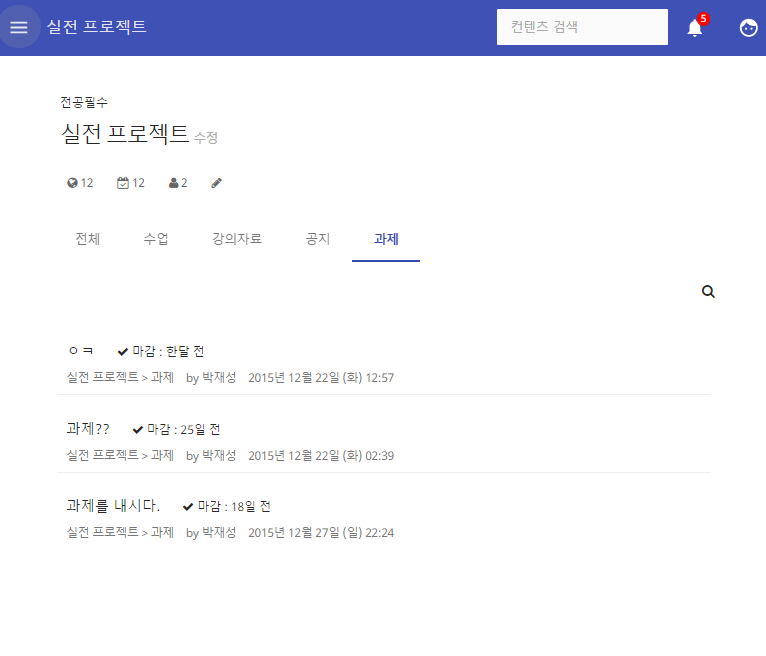 실전 프로젝트
컨텐츠 검색
5
전공필수
실전 프로젝트 수정
12 12 2
전체 수업 강의자료 공지 과제
ㅇㅋ 마감 : 한달 전
실전 프로젝트 > 과제 by 박재성 2015년 12월 22일 (화) 12:57
과제?? 마감 : 25일 전
실전 프로젝트 > 과제 by 박재성 2015년 12월 22일 (화) 02:39
과제를 내시다. 마감 : 18일 전
실전 프로젝트 > 과제 by 박재성 2015년 12월 27일 (일) 22:24